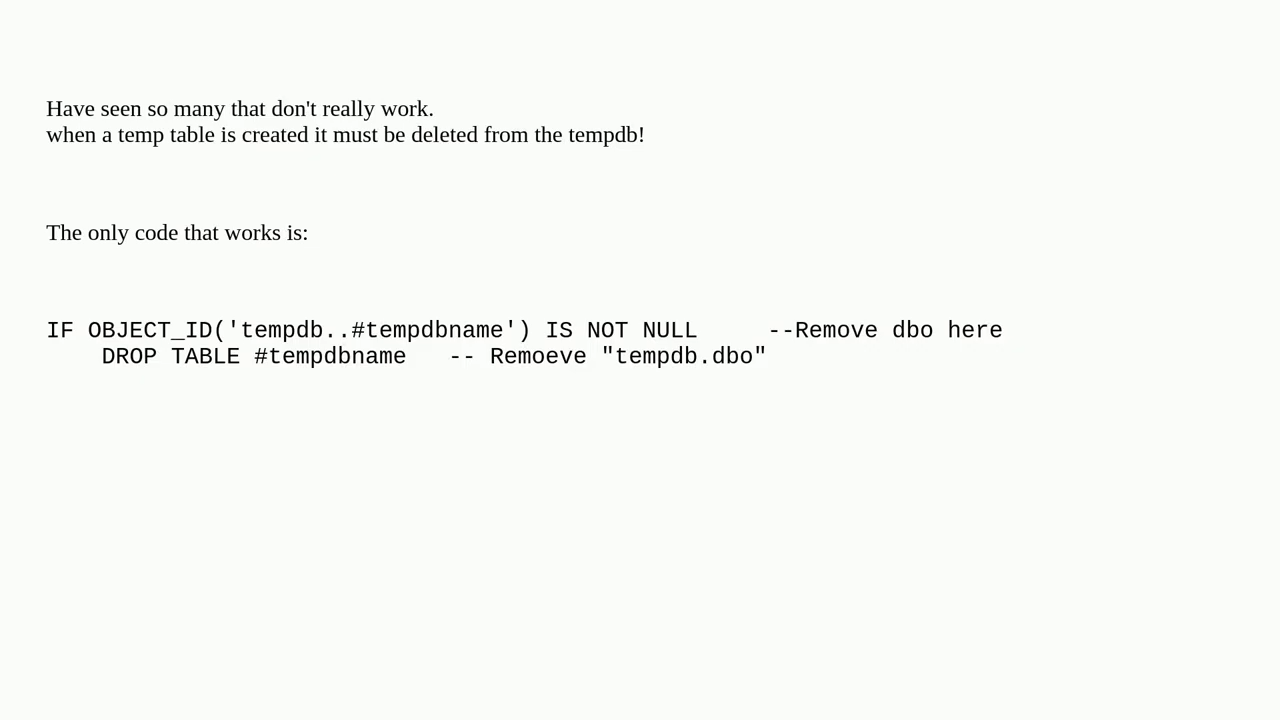 Have seen so many that don't really work.
when a temp table is created it must be deleted from the tempdb!
The only code that works is:
IF OBJECT_ID('tempdb..#tempdbname') IS NOT NULL     --Remove dbo here
    DROP TABLE #tempdbname   -- Remoeve "tempdb.dbo"